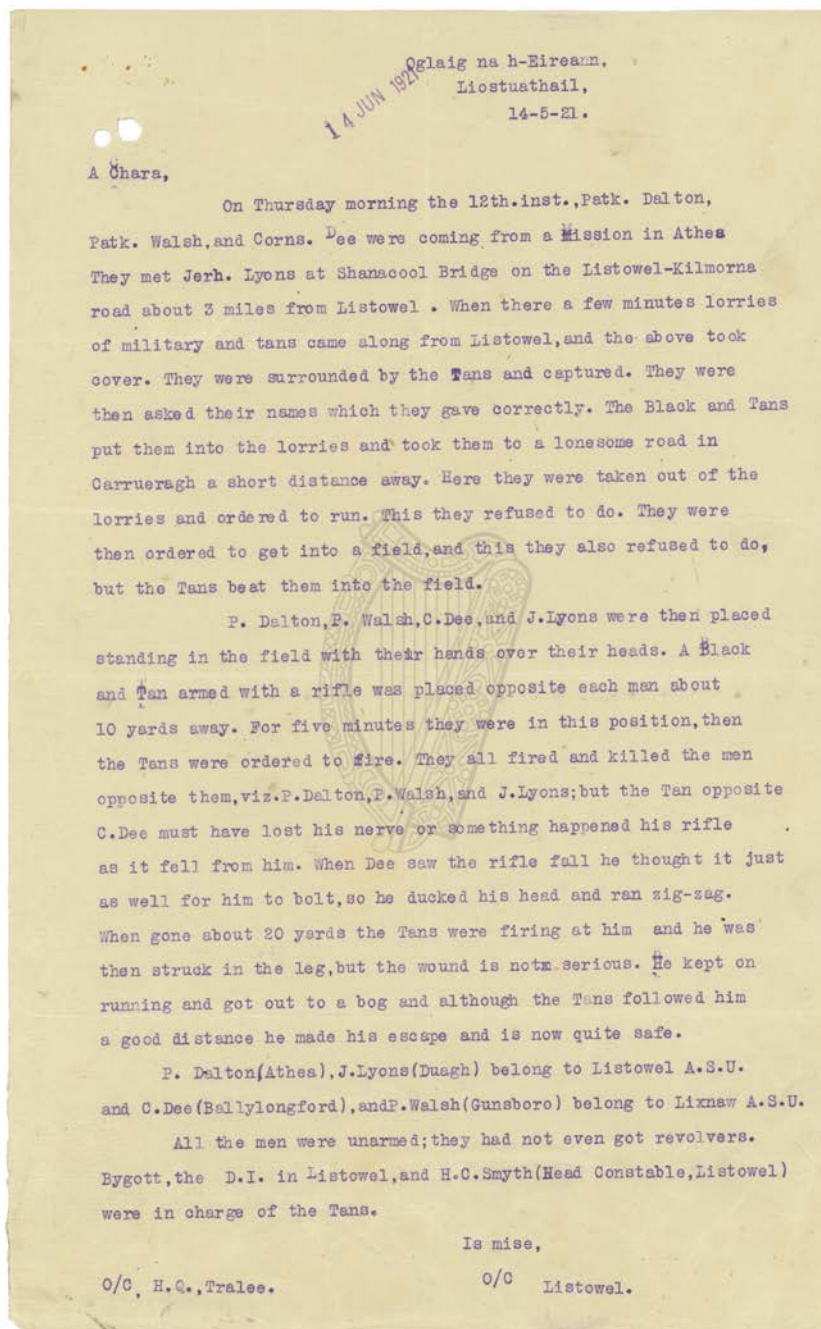 Oglaig na h-Eireann,
Liostuathail,
14-5-21.
14 JUN 1921
A Chara,
On Thursday morning the 12th.inst.,Patk. Dalton,
Patk. Walsh,and Corns. Dee were coming from a Mission in Athea
They met Jerh. Lyons at Shanacool Bridge on the Listowel-Kilmorna
road about 3 miles from Listowel . When there a few minutes lorries
of military and tans came along from Listowel,and the above took
cover. They were surrounded by the Tans and captured. They were
then asked their names which they gave correctly. The Black and Tans
put them into the lorries and took them to a lonesome road in
Carrueragh a short distance away. Here they were taken out of the
lorries and ordered to run. This they refused to do. They were
then ordered to get into a field,and this they also refused to do,
but the Tans beat them into the field.
P. Dalton,P. Walsh,C.Dee,and J.Lyons were then placed
standing in the field with their hands over their heads. A Black
and Tan armed with a rifle was placed opposite each man about
10 yards away. For five minutes they were in this position,then
the Tans were ordered to fire. They all fired and killed the men
opposite them,viz.P.Dalton,P.Walsh,and J.Lyons;but the Tan opposite
C.Dee must have lost his nerve or something happened his rifle
as it fell from him. When Dee saw the rifle fall he thought it just
as well for him to bolt,so he ducked his head and ran zig-zag.
When gone about 20 yards the Tans were firing at him and he was
then struck in the leg,but the wound is notx serious. He kept on
running and got out to a bog and although the Tans followed him
a good distance he made his escape and is now quite safe.
P. Dalton(Athea),J.Lyons(Duagh) belong to Listowel A.S.U.
and C.Dee(Ballylongford),andP.Walsh(Gunsboro) belong to Lixnaw A.S.U.
All the men were unarmed;they had not even got revolvers.
Bygott,the D.I. in Listowel,and H.C.Smyth(Head Constable,Listowel)
were in charge of the Tans.
Is mise,
O/C, H.Q.,Tralee. O/C Listowel.